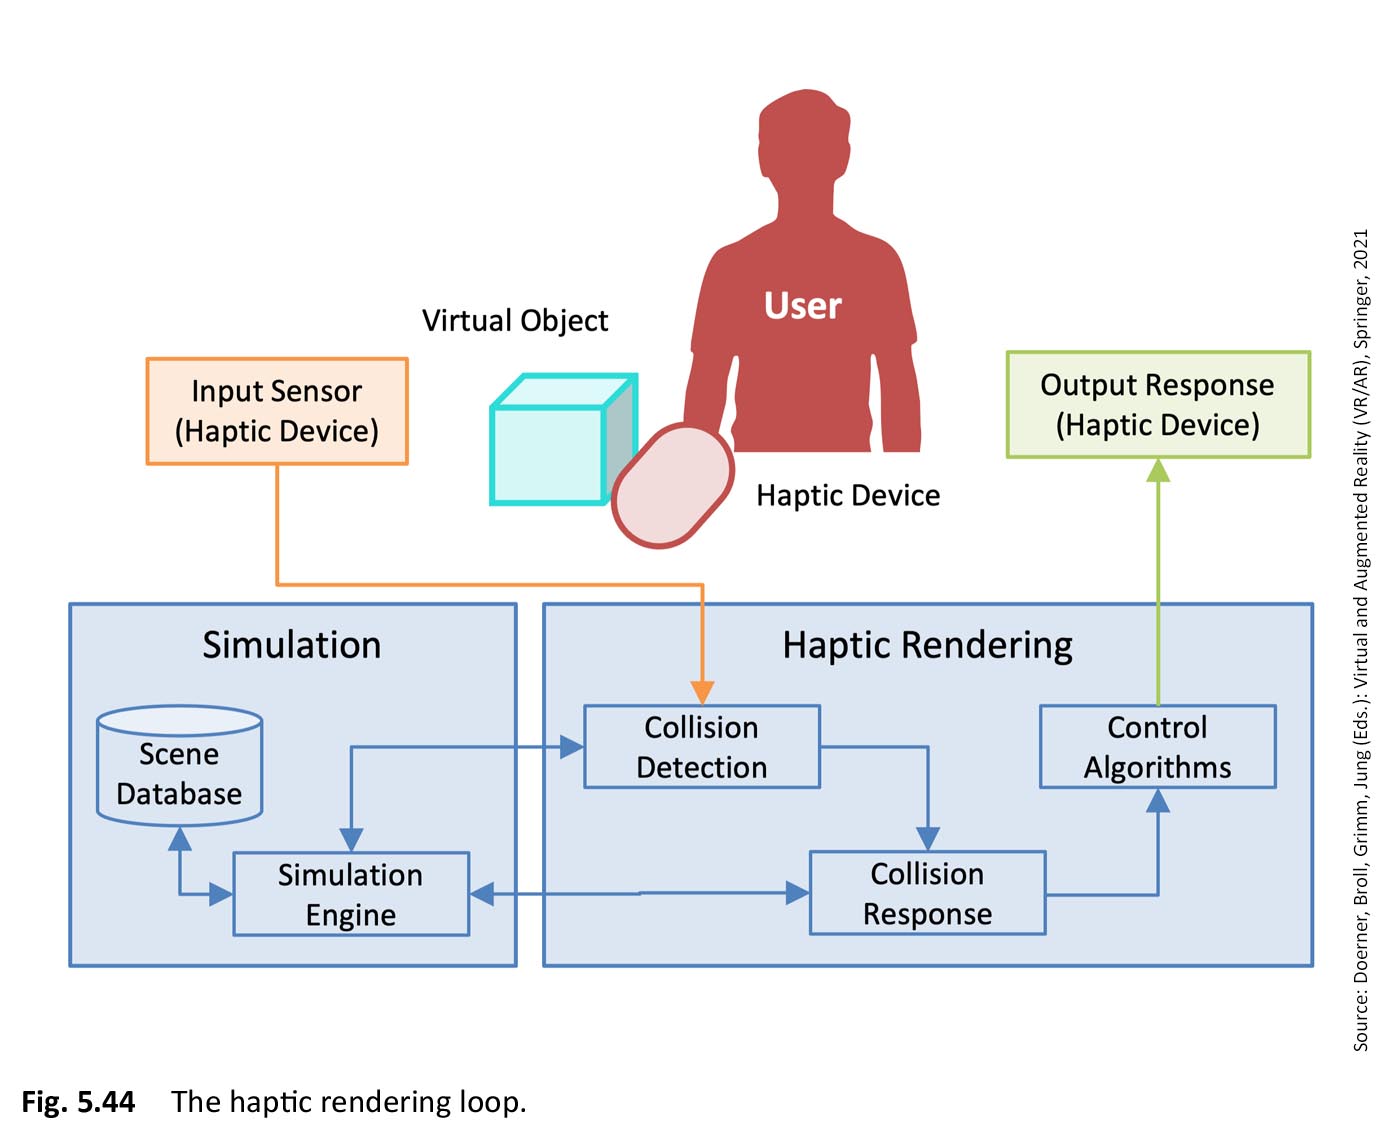 User
Virtual Object
Input Sensor
(Haptic Device)
Output Response
(Haptic Device)
Haptic Device
Simulation
Haptic Rendering
Scene
Database
Collision
Detection
Control
Algorithms
Simulation
Engine
Collision
Response
Source: Doerner, Broll, Grimm, Jung (Eds.): Virtual and Augmented Reality (VR/AR), Springer, 2021
Fig. 5.44 The haptic rendering loop.